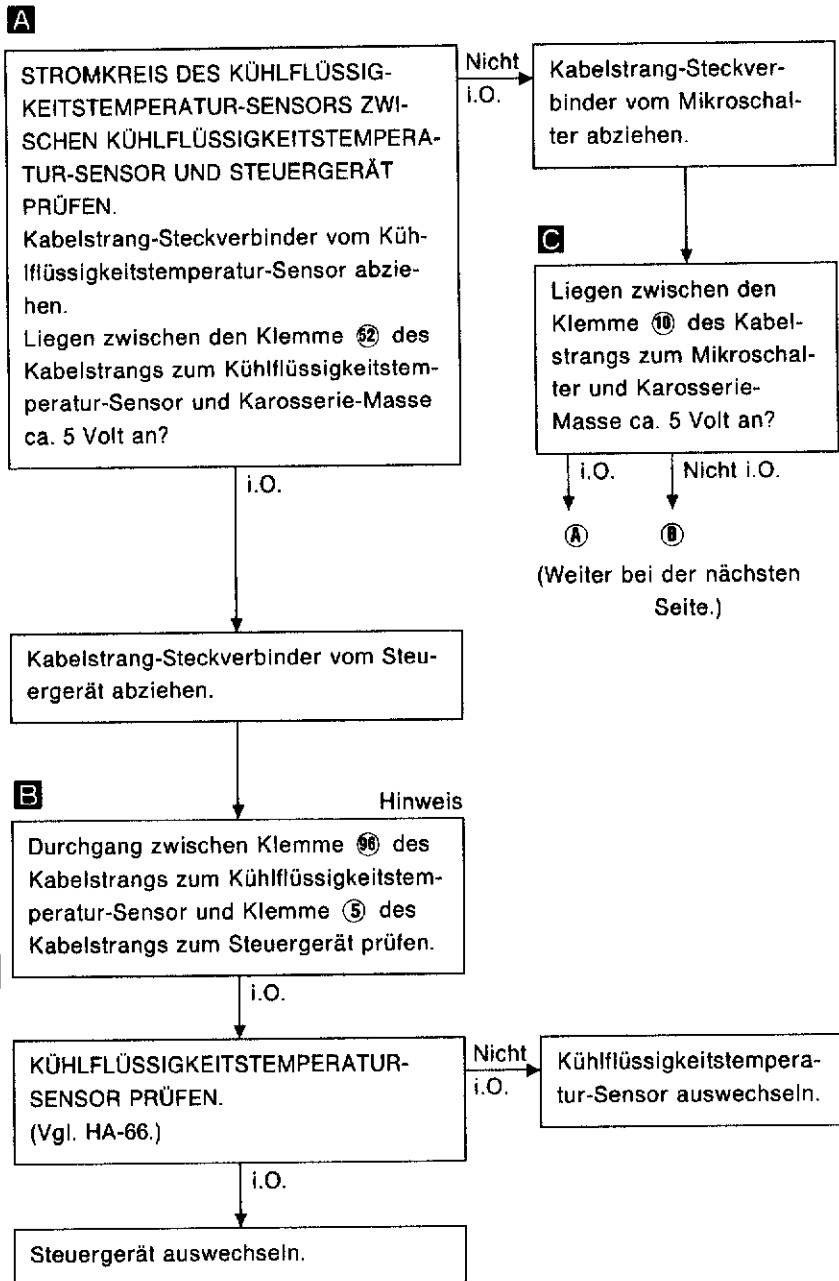 A
STROMKREIS DES KÜHLFLÜSSIG-
KEITSTEMPERATUR-SENSORS ZWI-
SCHEN KÜHLFLÜSSIGKEITSTEMPERA-
TUR-SENSOR UND STEUERGERÄT
PRÜFEN.
Kabelstrang-Steckverbinder vom Küh-
lflüssigkeitstemperatur-Sensor abzie-
hen.
Liegen zwischen den Klemme 52 des
Kabelstrangs zum Kühlflüssigkeitstem-
peratur-Sensor und Karosserie-Masse
ca. 5 Volt an?
Nicht
i.O.
Kabelstrang-Steckver-
binder vom Mikroschal-
ter abziehen.
C
Liegen zwischen den
Klemme 10 des Kabel-
strangs zum Mikroschal-
ter und Karosserie-
Masse ca. 5 Volt an?
i.O.
Nicht i.O.
A
B
(Weiter bei der nächsten
Seite.)
i.O.
Kabelstrang-Steckverbinder vom Steu-
ergerät abziehen.
B
Hinweis
Durchgang zwischen Klemme 96 des
Kabelstrangs zum Kühlflüssigkeitstem-
peratur-Sensor und Klemme 5 des
Kabelstrangs zum Steuergerät prüfen.
i.O.
KÜHLFLÜSSIGKEITSTEMPERATUR-
SENSOR PRÜFEN.
(Vgl. HA-66.)
Nicht
i.O.
Kühlflüssigkeitstempera-
tur-Sensor auswechseln.
i.O.
Steuergerät auswechseln.